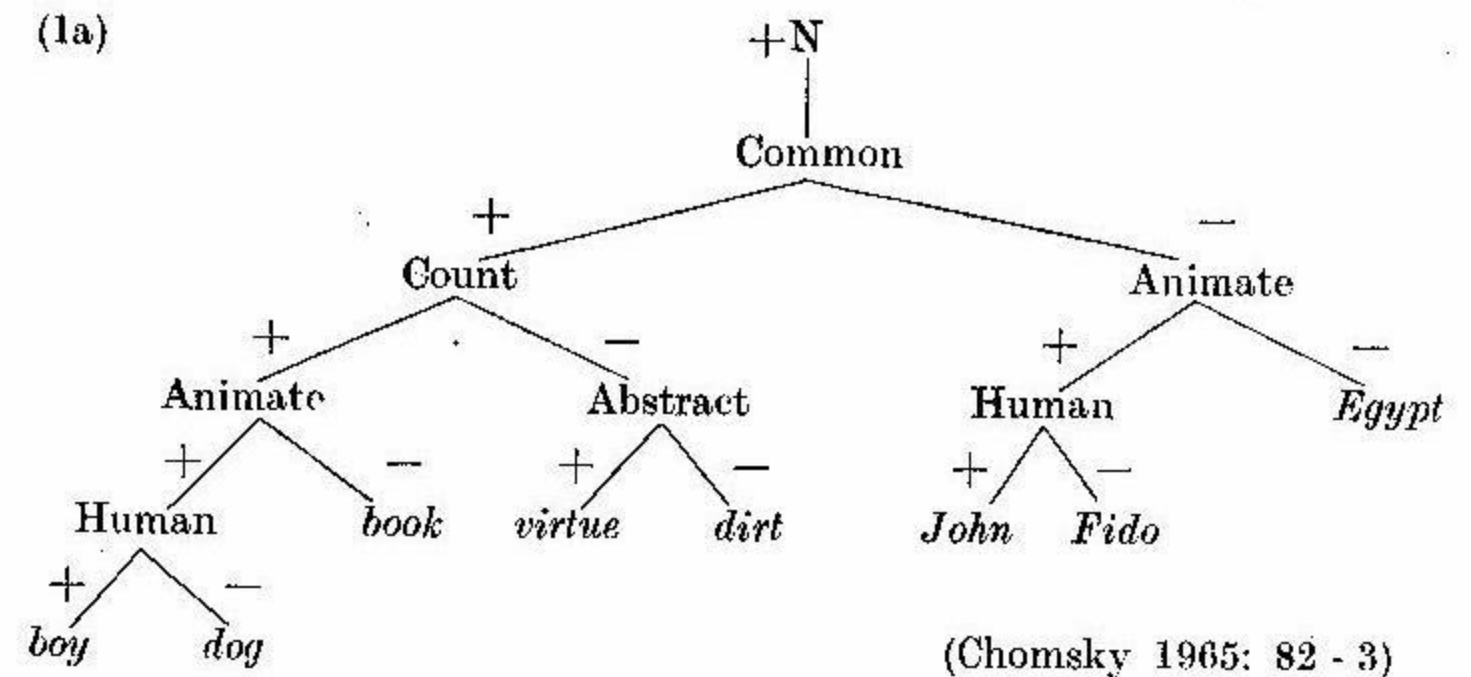 (1a)
+N
Common
+ −
Count Animate
+ − + −
Animate Abstract Human Egypt
+ − + − + −
Human book virtue dirt John Fido
+ −
boy dog
(Chomsky 1965: 82 - 3)